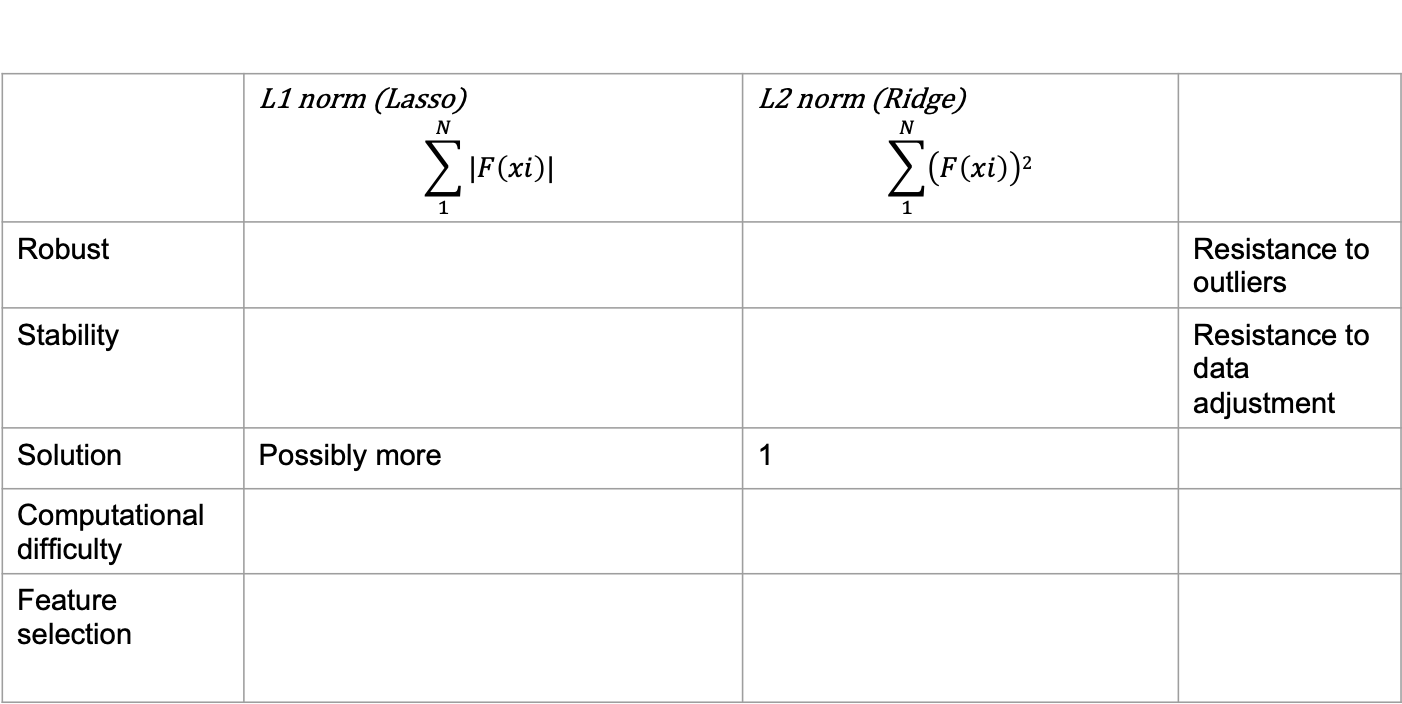 L1 norm (Lasso)
N
∑|F(xi)|
1
L2 norm (Ridge)
N
∑(F(xi))²
1
Robust
Resistance to
outliers
Stability
Resistance to
data
adjustment
Solution
Possibly more
1
Computational
difficulty
Feature
selection